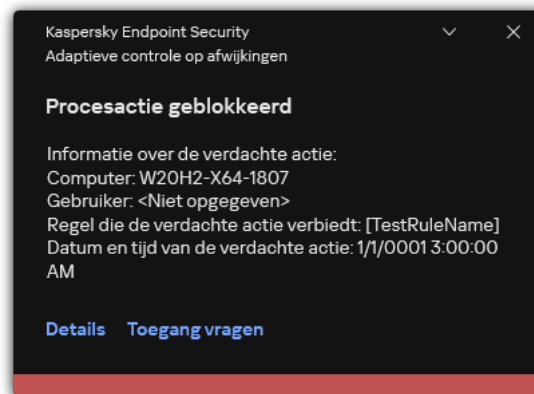 Kaspersky Endpoint Security
Adaptieve controle op afwijkingen
Procesactie geblokkeerd
Informatie over de verdachte actie:
Computer: W20H2-X64-1807
Gebruiker: <Niet opgegeven>
Regel die de verdachte actie verbiedt: [TestRuleName]
Datum en tijd van de verdachte actie: 1/1/0001 3:00:00
AM
Details Toegang vragen